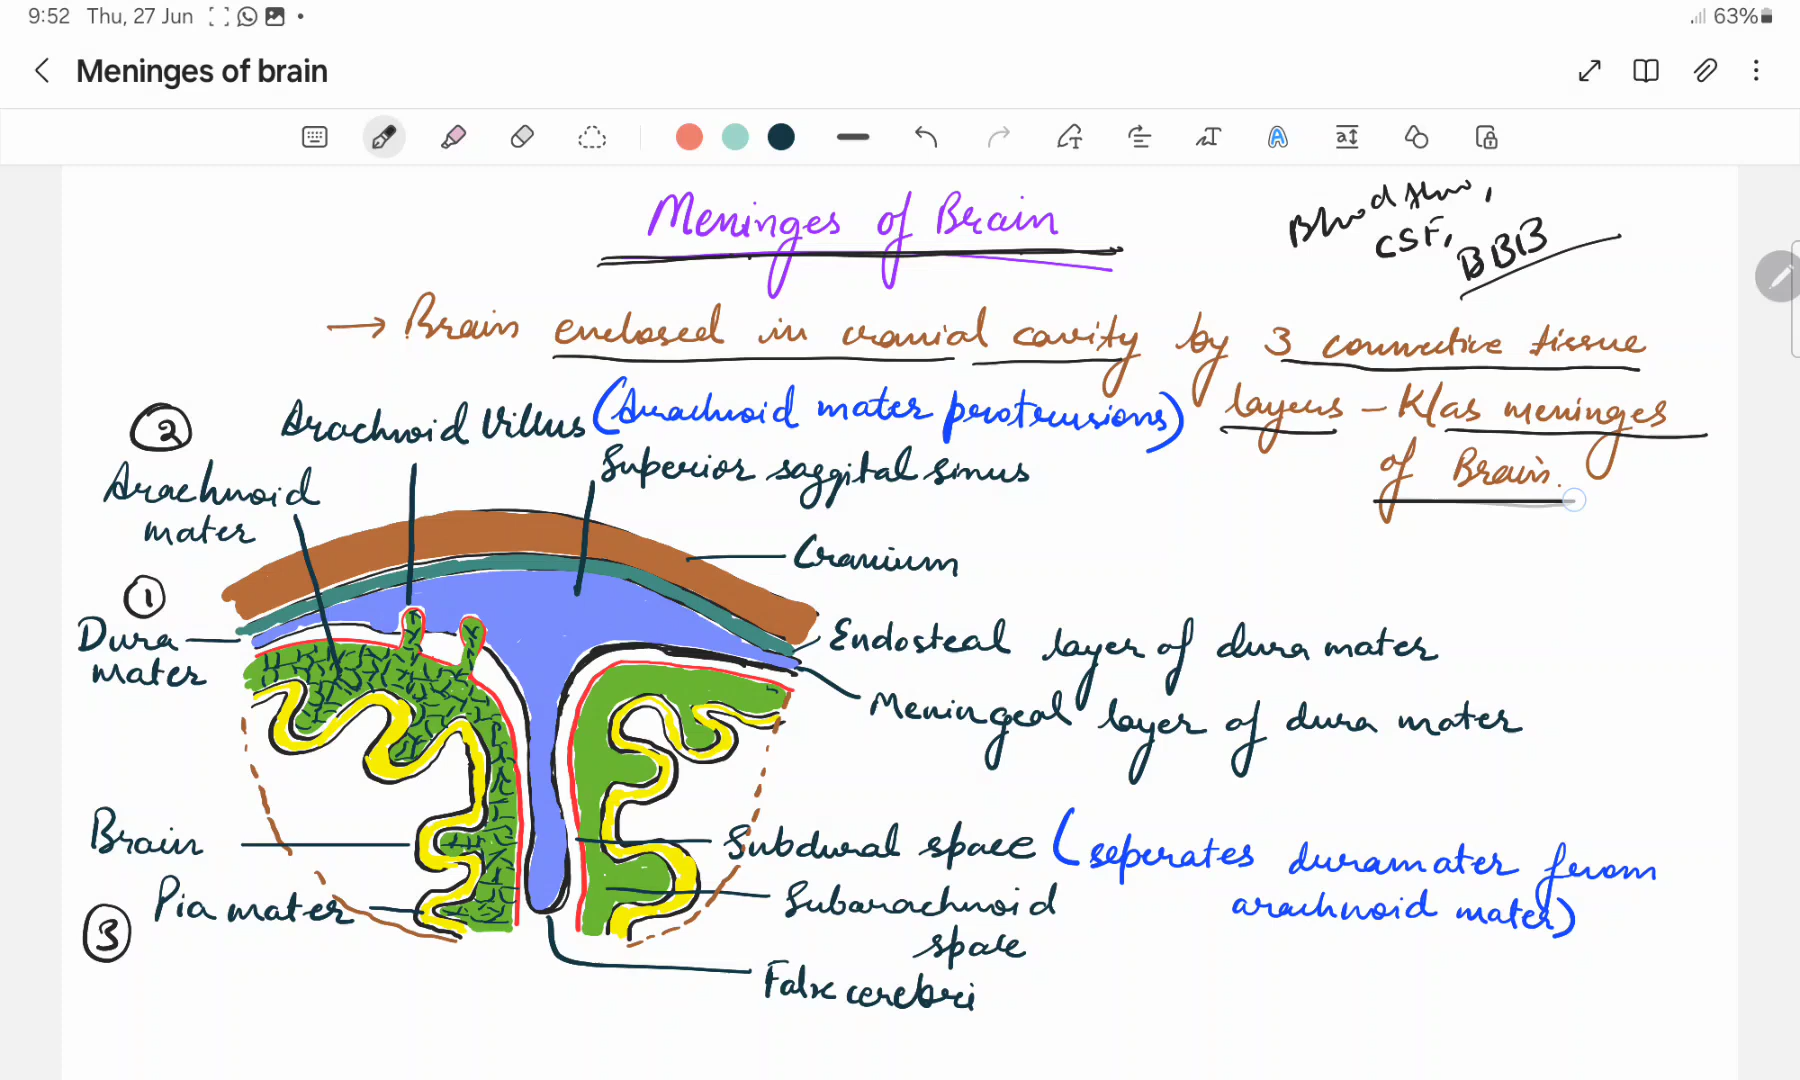 9:52 Thu, 27 Jun
63%
Meninges of brain
Meninges of Brain
CSF,
BBB
→ Brain enclosed in cranial cavity by 3 connective tissue
layers - K/as meninges
of Brain.
② Arachnoid Villus (Arachnoid mater protrusions)
Superior saggital sinus
Arachnoid
mater
Cranium
①
Dura
mater
Endosteal layer of dura mater
Meningeal layer of dura mater
Brain
Subdural space (seperates duramater from
arachnoid mater)
Pia mater
③
Subarachnoid
space
Falx cerebri